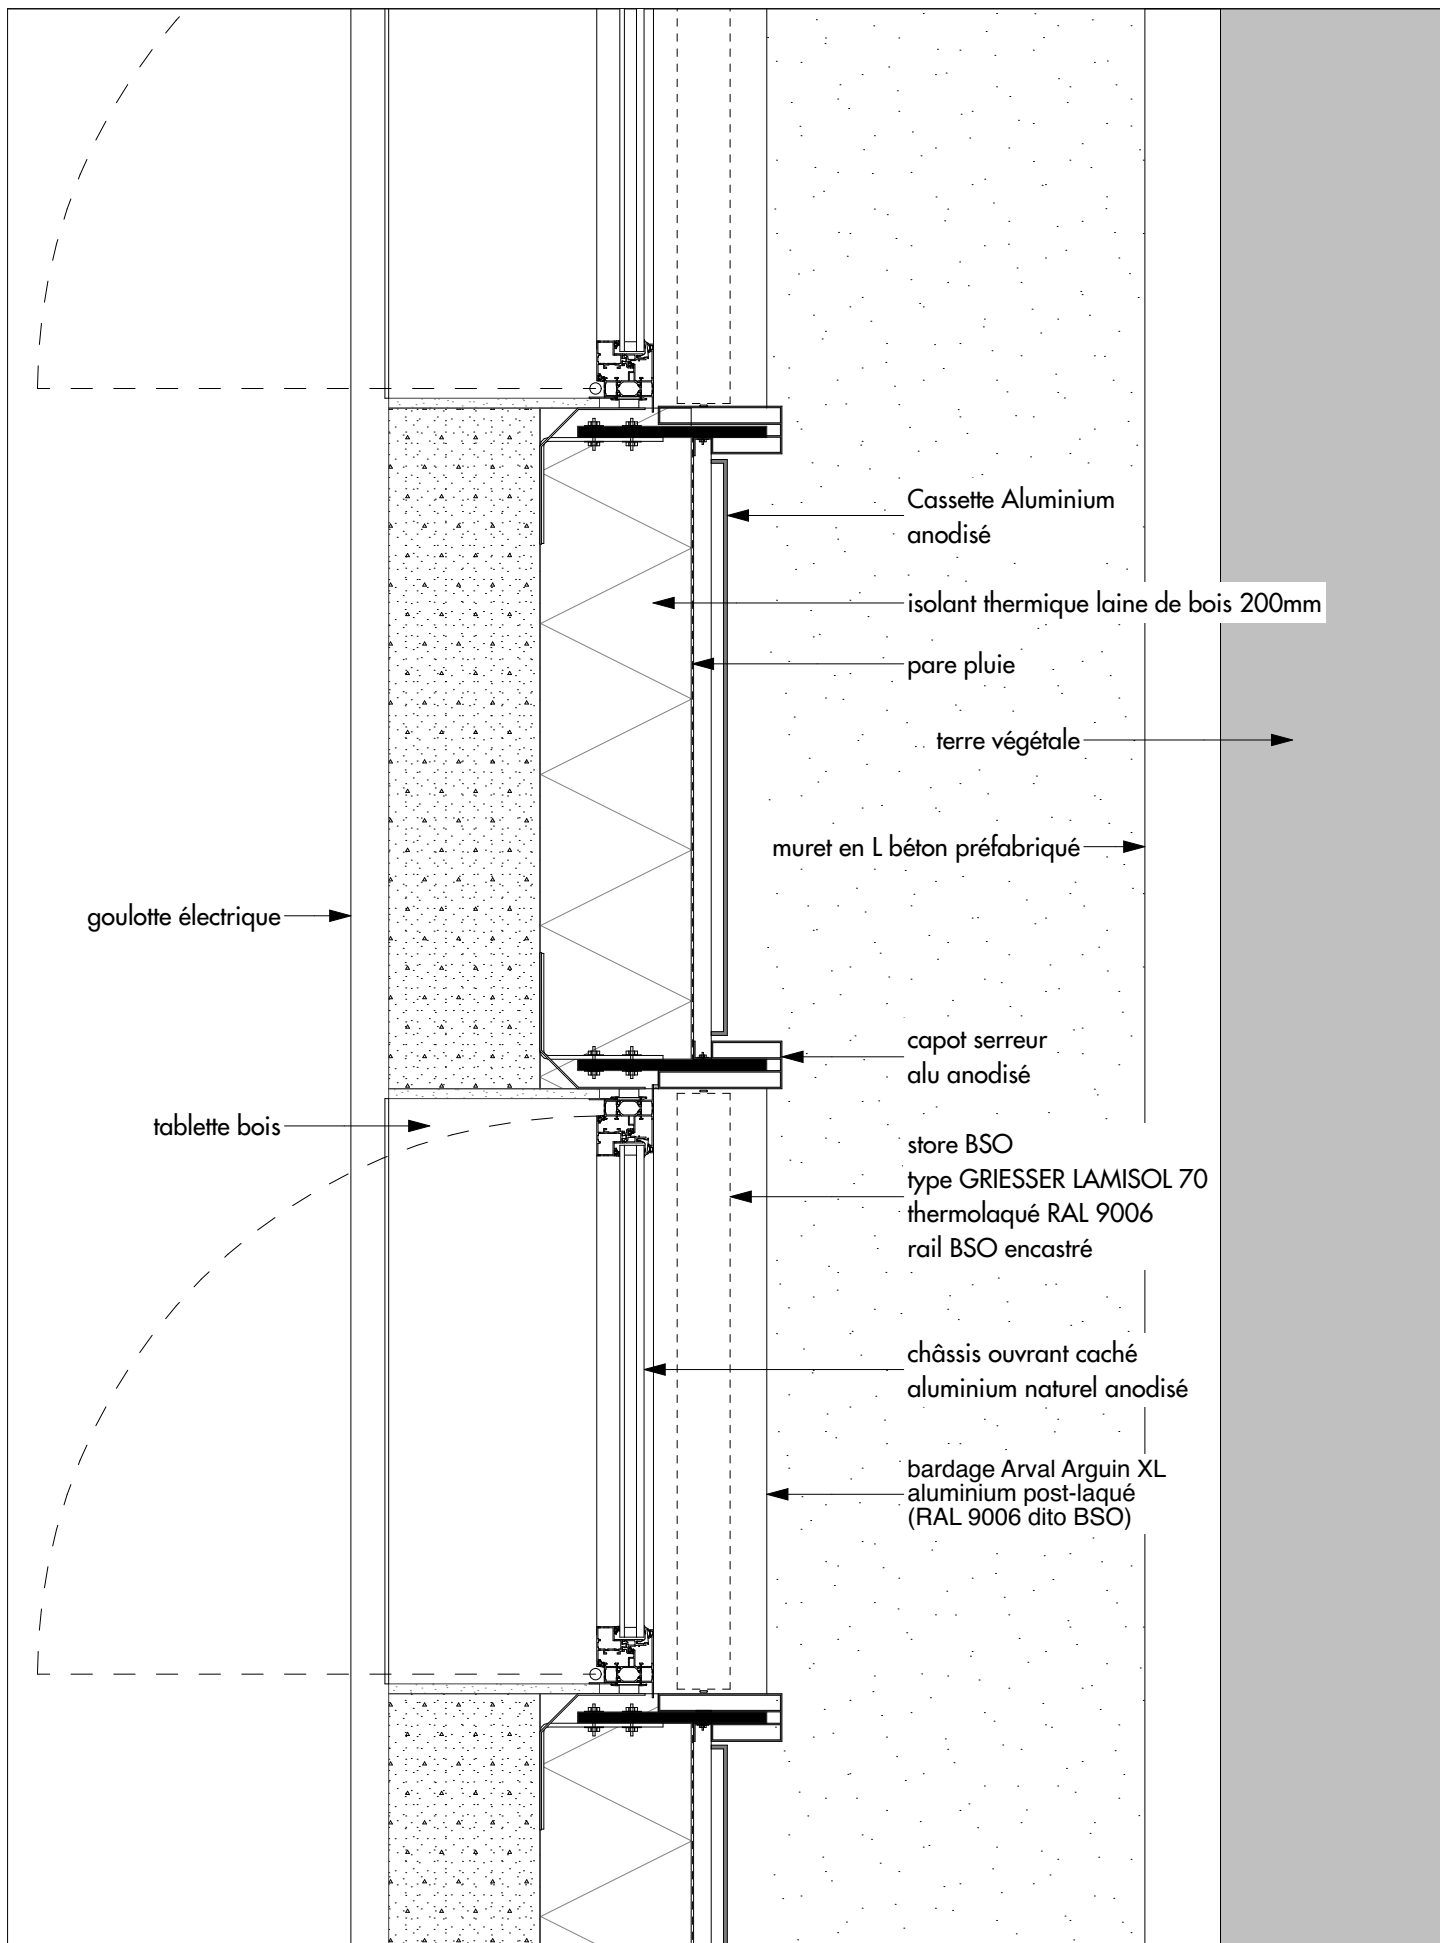 Cassette Aluminium
anodisé
isolant thermique laine de bois 200mm
pare pluie
terre végétale
muret en L béton préfabriqué
goulotte électrique
capot serreur
alu anodisé
tablette bois
store BSO
type GRIESSER LAMISOL 70
thermolaqué RAL 9006
rail BSO encastré
châssis ouvrant caché
aluminium naturel anodisé
bardage Arval Arguin XL
aluminium post-laqué
(RAL 9006 dito BSO)